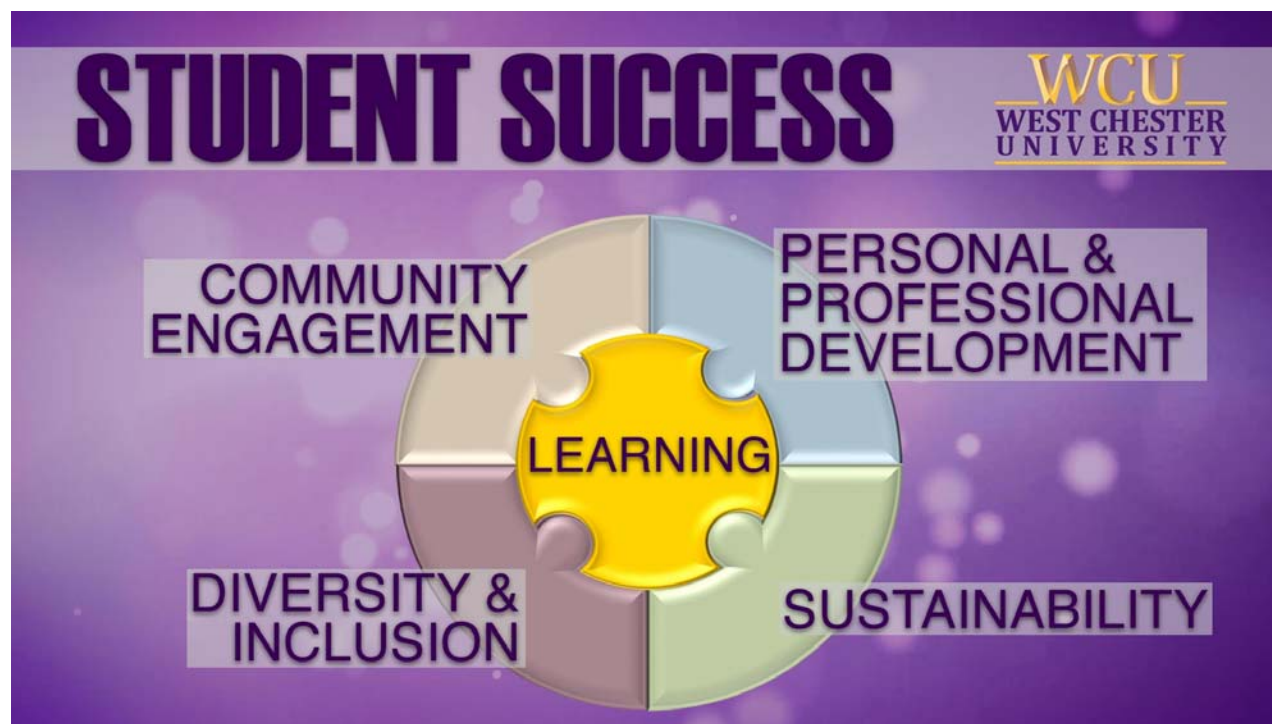 STUDENT SUCCESS
WCU
WEST CHESTER
UNIVERSITY
COMMUNITY
ENGAGEMENT
PERSONAL &
PROFESSIONAL
DEVELOPMENT
LEARNING
DIVERSITY &
INCLUSION
SUSTAINABILITY